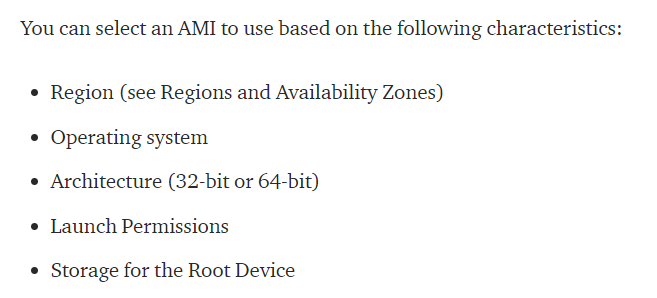 You can select an AMI to use based on the following characteristics:
• Region (see Regions and Availability Zones)
• Operating system
• Architecture (32-bit or 64-bit)
• Launch Permissions
• Storage for the Root Device